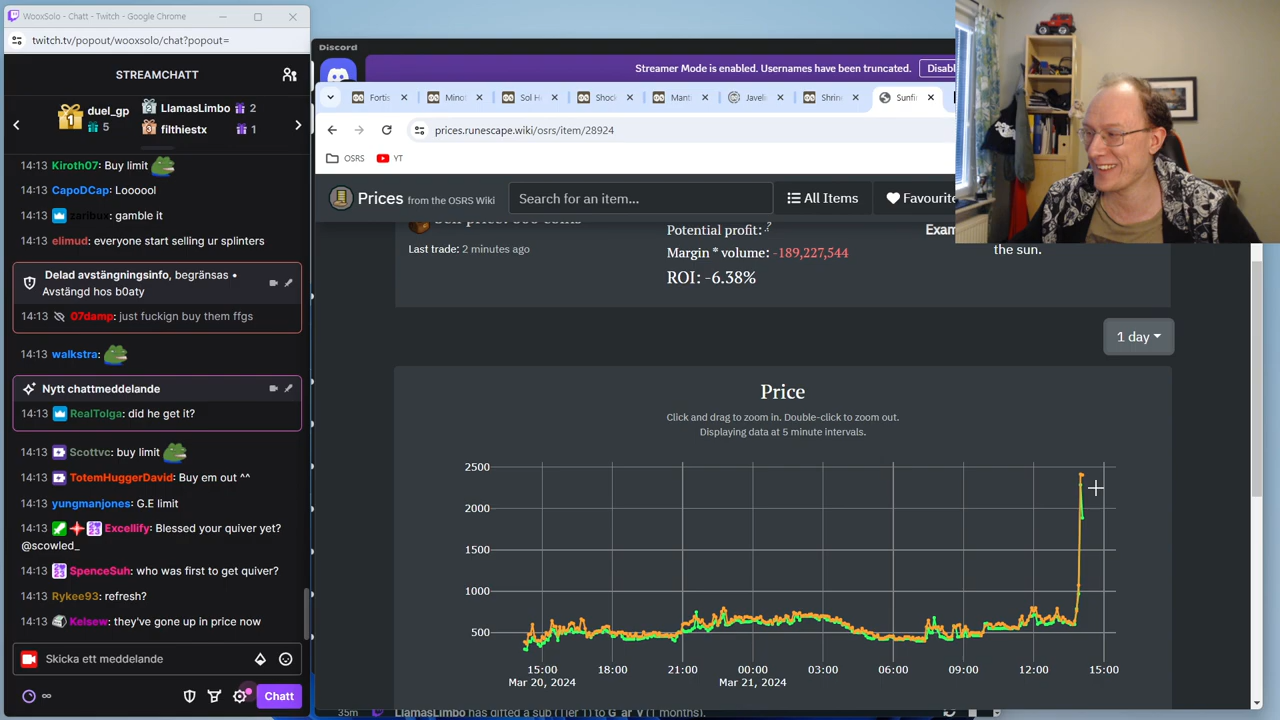 WooxSolo - Chatt - Twitch - Google Chrome
twitch.tv/popout/wooxsolo/chat?popout=
STREAMCHATT
duel_gp
5
LlamasLimbo 2
filthiestx 1
14:13 Kiroth07: Buy limit
14:13 CapoDCap: Loooool
14:13 zaribux: gamble it
14:13 elimud: everyone start selling ur splinters
Delad avstängningsinfo, begränsas •
Avstängd hos b0aty
14:13 07damp: just fuckign buy them ffgs
14:13 walkstra:
Nytt chattmeddelande
14:13 RealTolga: did he get it?
14:13 Scottvc: buy limit
14:13 TotemHuggerDavid: Buy em out ^^
14:13 yungmanjones: G.E limit
14:13 Excellify: Blessed your quiver yet?
@scowled_
14:13 SpenceSuh: who was first to get quiver?
14:13 Rykee93: refresh?
14:13 Kelsew: they've gone up in price now
Skicka ett meddelande
∞
Chatt
Discord
Streamer Mode is enabled. Usernames have been truncated.
Disabl
Fortis
Mino
Sol H
Shoc
Mant
Javel
Shrin
Sunfi
prices.runescape.wiki/osrs/item/28924
OSRS
YT
Prices from the OSRS Wiki
Search for an item...
All Items
Favourite
Last trade: 2 minutes ago
Potential profit: ?
Margin * volume: -189,227,544
ROI: -6.38%
Exam
the sun.
1 day
Price
Click and drag to zoom in. Double-click to zoom out.
Displaying data at 5 minute intervals.
2500
2000
1500
1000
500
15:00
18:00
21:00
00:00
03:00
06:00
09:00
12:00
15:00
Mar 20, 2024
Mar 21, 2024
35m
LlamasLimbo has gifted a sub (Tier 1) to G_ar_V (1 months).